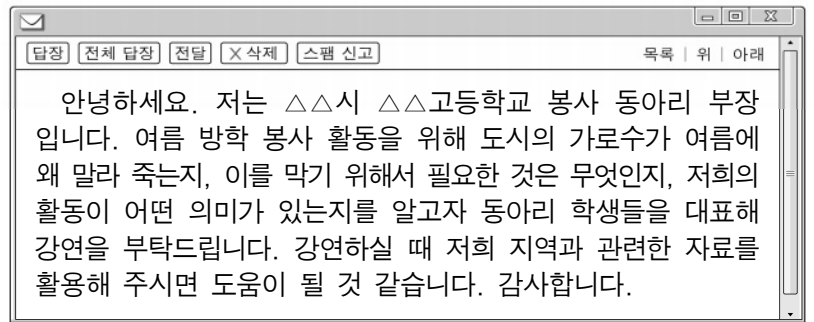 답장 전체 답장 전달 X 삭제 스팸 신고 목록 | 위 | 아래
안녕하세요. 저는 △△시 △△고등학교 봉사 동아리 부장
입니다. 여름 방학 봉사 활동을 위해 도시의 가로수가 여름에
왜 말라 죽는지, 이를 막기 위해서 필요한 것은 무엇인지, 저희의
활동이 어떤 의미가 있는지를 알고자 동아리 학생들을 대표해
강연을 부탁드립니다. 강연하실 때 저희 지역과 관련한 자료를
활용해 주시면 도움이 될 것 같습니다. 감사합니다.